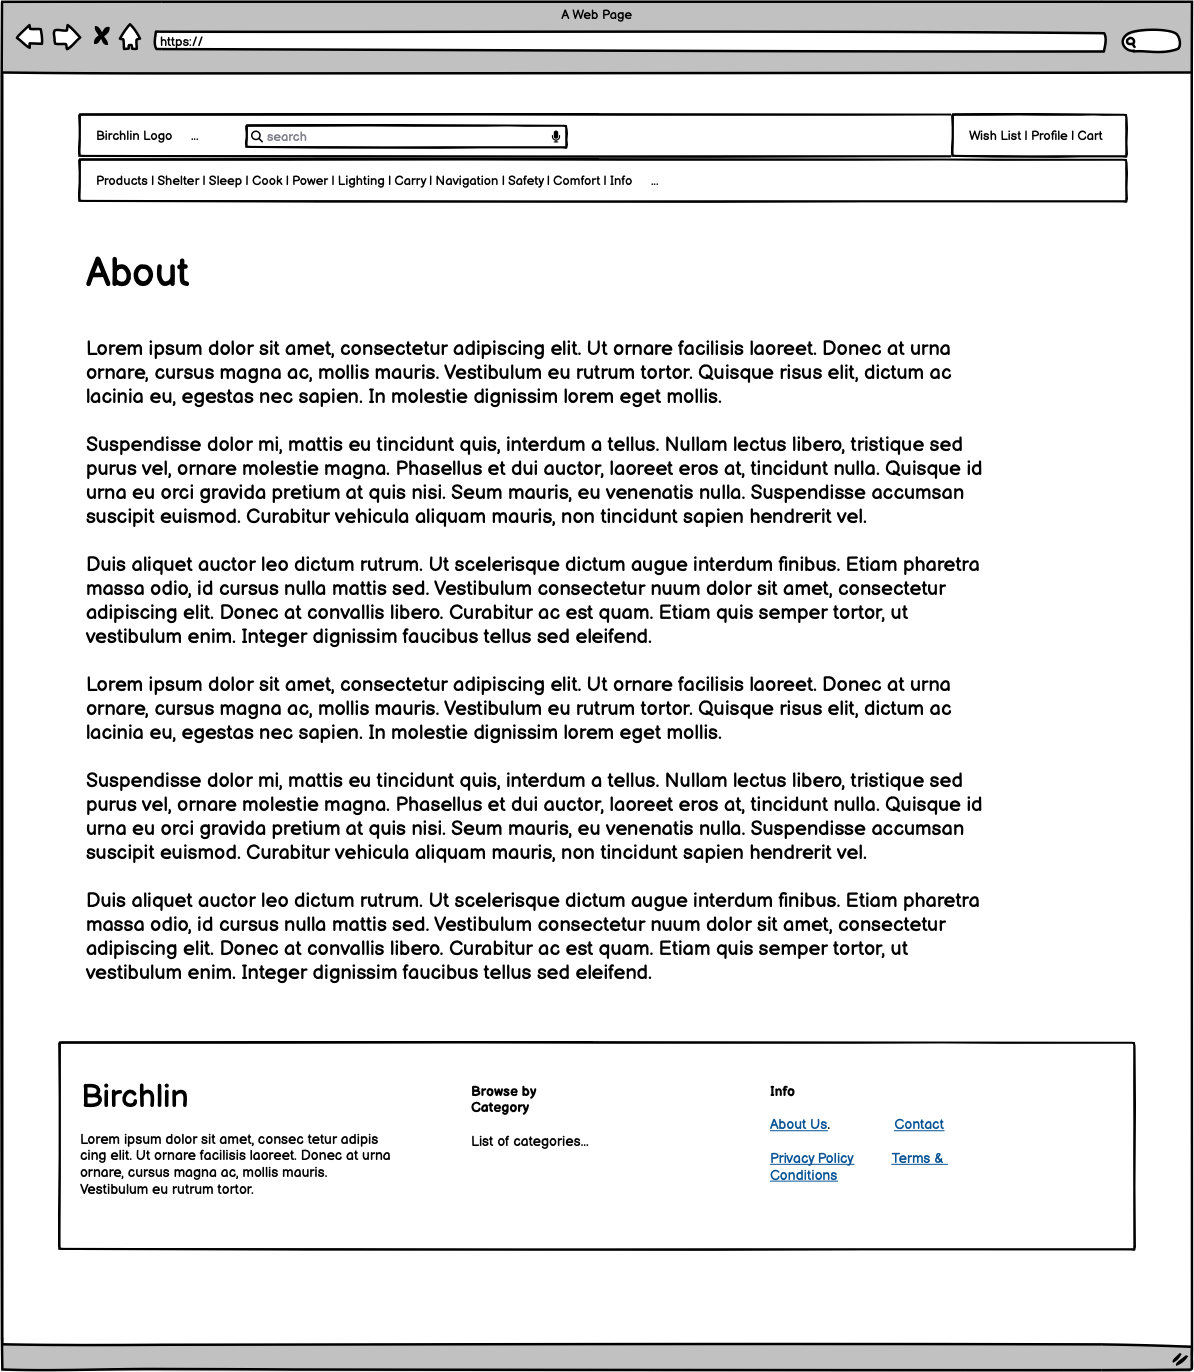 A Web Page
https://
Birchlin Logo ... search Wish List | Profile | Cart
Products | Shelter | Sleep | Cook | Power | Lighting | Carry | Navigation | Safety | Comfort | Info ...
About
Lorem ipsum dolor sit amet, consectetur adipiscing elit. Ut ornare facilisis laoreet. Donec at urna
ornare, cursus magna ac, mollis mauris. Vestibulum eu rutrum tortor. Quisque risus elit, dictum ac
lacinia eu, egestas nec sapien. In molestie dignissim lorem eget mollis.
Suspendisse dolor mi, mattis eu tincidunt quis, interdum a tellus. Nullam lectus libero, tristique sed
purus vel, ornare molestie magna. Phasellus et dui auctor, laoreet eros at, tincidunt nulla. Quisque id
urna eu orci gravida pretium at quis nisi. Seum mauris, eu venenatis nulla. Suspendisse accumsan
suscipit euismod. Curabitur vehicula aliquam mauris, non tincidunt sapien hendrerit vel.
Duis aliquet auctor leo dictum rutrum. Ut scelerisque dictum augue interdum finibus. Etiam pharetra
massa odio, id cursus nulla mattis sed. Vestibulum consectetur nuum dolor sit amet, consectetur
adipiscing elit. Donec at convallis libero. Curabitur ac est quam. Etiam quis semper tortor, ut
vestibulum enim. Integer dignissim faucibus tellus sed eleifend.
Lorem ipsum dolor sit amet, consectetur adipiscing elit. Ut ornare facilisis laoreet. Donec at urna
ornare, cursus magna ac, mollis mauris. Vestibulum eu rutrum tortor. Quisque risus elit, dictum ac
lacinia eu, egestas nec sapien. In molestie dignissim lorem eget mollis.
Suspendisse dolor mi, mattis eu tincidunt quis, interdum a tellus. Nullam lectus libero, tristique sed
purus vel, ornare molestie magna. Phasellus et dui auctor, laoreet eros at, tincidunt nulla. Quisque id
urna eu orci gravida pretium at quis nisi. Seum mauris, eu venenatis nulla. Suspendisse accumsan
suscipit euismod. Curabitur vehicula aliquam mauris, non tincidunt sapien hendrerit vel.
Duis aliquet auctor leo dictum rutrum. Ut scelerisque dictum augue interdum finibus. Etiam pharetra
massa odio, id cursus nulla mattis sed. Vestibulum consectetur nuum dolor sit amet, consectetur
adipiscing elit. Donec at convallis libero. Curabitur ac est quam. Etiam quis semper tortor, ut
vestibulum enim. Integer dignissim faucibus tellus sed eleifend.
Birchlin
Lorem ipsum dolor sit amet, consec tetur adipis
cing elit. Ut ornare facilisis laoreet. Donec at urna
ornare, cursus magna ac, mollis mauris.
Vestibulum eu rutrum tortor.
Browse by
Category
List of categories...
Info
About Us. Contact
Privacy Policy Terms &
Conditions